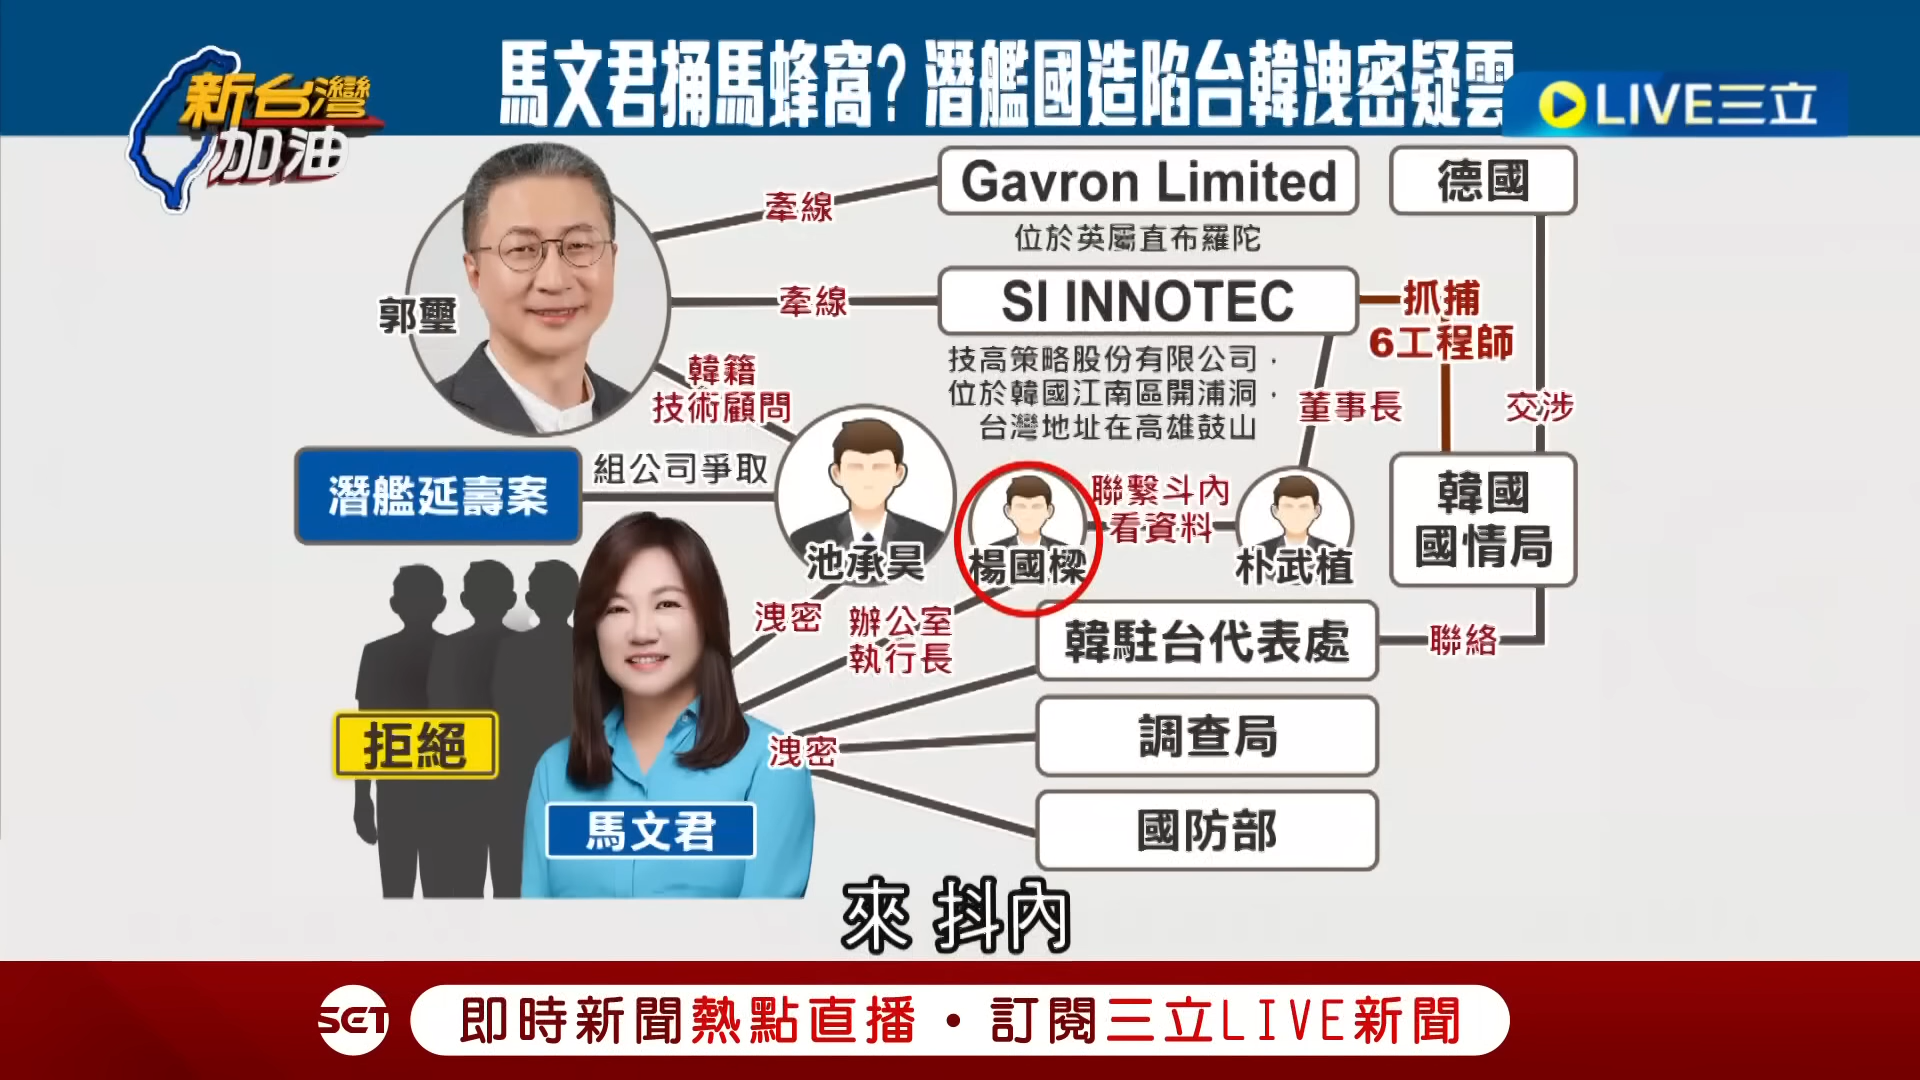 馬文君捅馬蜂窩?潛艦國造陷台韓洩密疑雲
LIVE三立
新台灣
加油
Gavron Limited
德國
牽線
位於英屬直布羅陀
SI INNOTEC
牽線
抓捕
6工程師
郭璽
韓籍
技術顧問
技高策略股份有限公司，
位於韓國江南區開浦洞，
台灣地址在高雄鼓山
董事長
交涉
潛艦延壽案
組公司爭取
池承昊
楊國樑
聯繫斗內
看資料
朴武植
韓國
國情局
洩密
辦公室
執行長
韓駐台代表處
聯絡
拒絕
洩密
調查局
馬文君
國防部
來 抖內
SET
即時新聞熱點直播・訂閱三立LIVE新聞